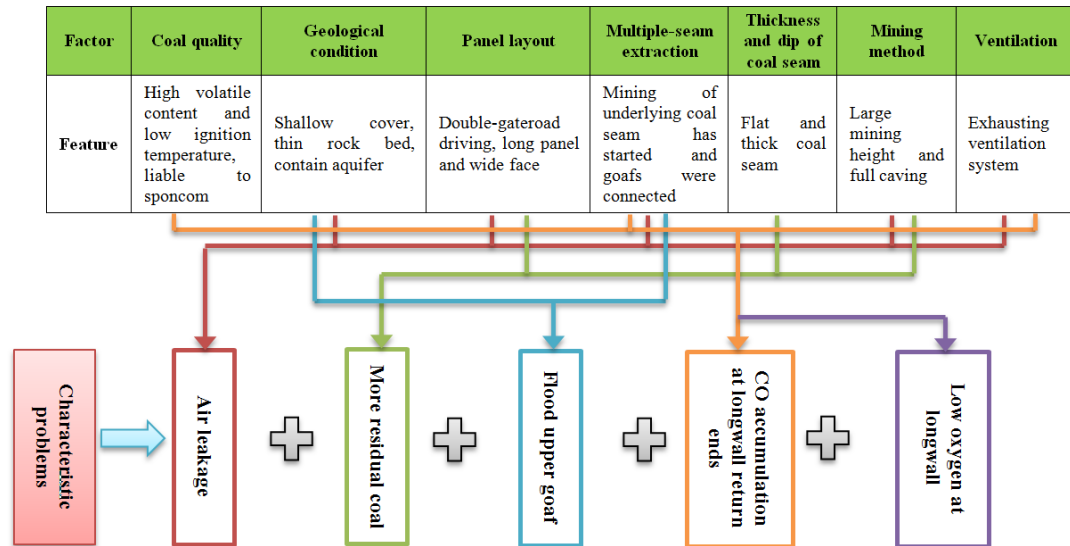 Factor
Coal quality
Geological
condition
Panel layout
Multiple-seam
extraction
Thickness
and dip of
coal seam
Mining
method
Ventilation
Feature
High volatile
content and
low ignition
temperature,
liable to
sponcom
Shallow cover,
thin rock bed,
contain aquifer
Double-gateroad
driving, long panel
and wide face
Mining of
underlying coal
seam has
started and
goafs were
connected
Flat and
thick coal
seam
Large
mining
height and
full caving
Exhausting
ventilation
system
Characteristic
problems
Air leakage
More residual coal
Flood upper goaf
CO accumulation
at longwall return
ends
Low oxygen at
longwall